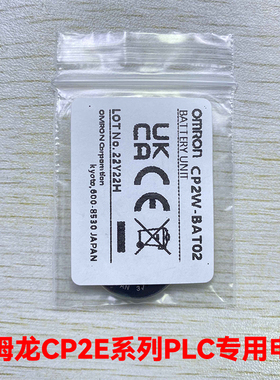 OMRON CP2W-BAT02
BATTERY UNIT
UK
CA
CE
LOT No. 22Y22H
OMRON Corporation
kyoto, 600-8530 JAPAN
姆龙CP2E系列PLC专用电